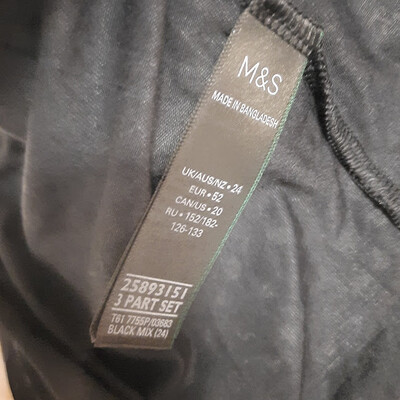 M&S
MADE IN BANGLADESH
UK/AUS/NZ • 24
EUR • 52
CAN/US • 20
RU • 152/182-
126-133
25893151
3 PART SET
T61 7755P/03683
BLACK MIX (24)